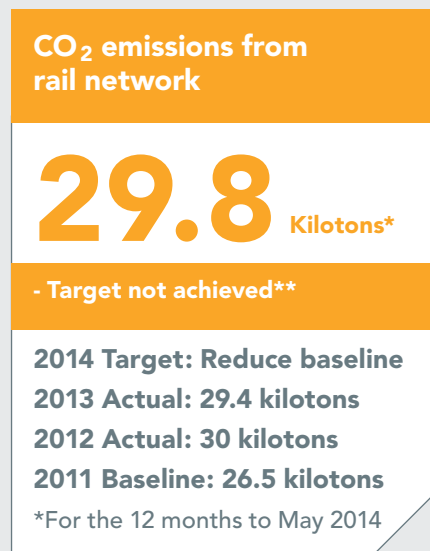 CO2 emissions from
rail network
29.8 Kilotons*
- Target not achieved**
2014 Target: Reduce baseline
2013 Actual: 29.4 kilotons
2012 Actual: 30 kilotons
2011 Baseline: 26.5 kilotons
*For the 12 months to May 2014